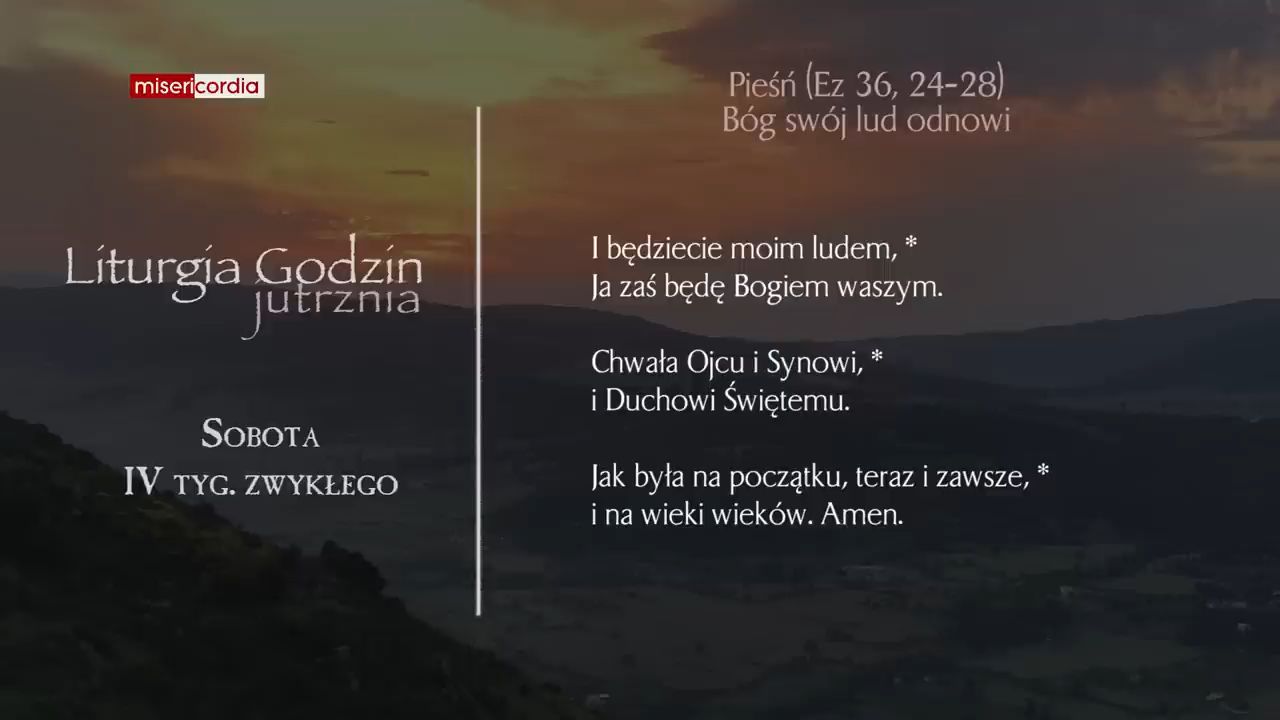 misericordia
Liturgia Godzin
jutrznia
Sobota
IV tyg. zwykłego
Pieśń (Ez 36, 24-28)
Bóg swój lud odnowi
I będziecie moim ludem, *
Ja zaś będę Bogiem waszym.
Chwała Ojcu i Synowi, *
i Duchowi Świętemu.
Jak była na początku, teraz i zawsze, *
i na wieki wieków. Amen.